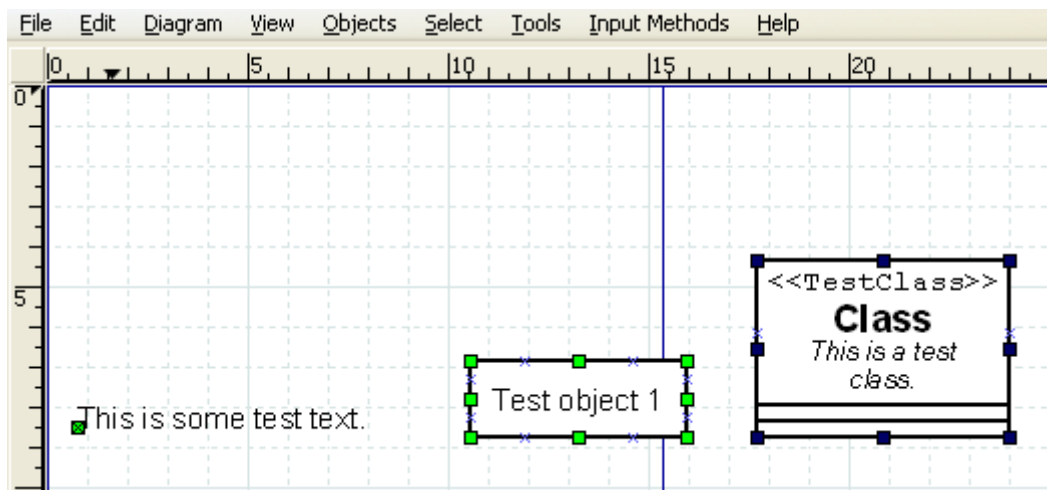 File Edit Diagram View Objects Select Tools Input Methods Help
0 5 10 15 20
0
5
<<TestClass>>
Class
This is a test
class.
Test object 1
This is some test text.